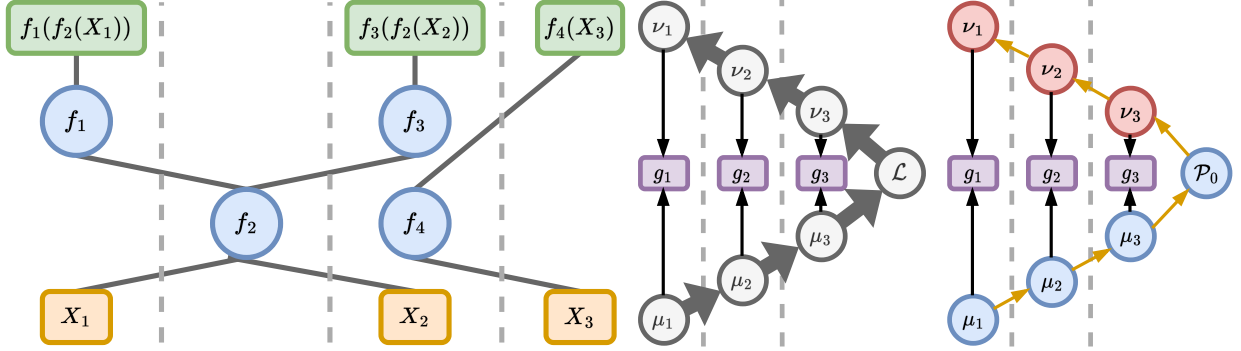 f₁(f₂(X₁)) f₃(f₂(X₂)) f₄(X₃)
f₁ f₃
f₂ f₄
X₁ X₂ X₃
ν₁
ν₂
ν₃
g₁ g₂ g₃ ℒ
μ₃
μ₂
μ₁
ν₁
ν₂
ν₃
g₁ g₂ g₃ 𝒫₀
μ₃
μ₂
μ₁